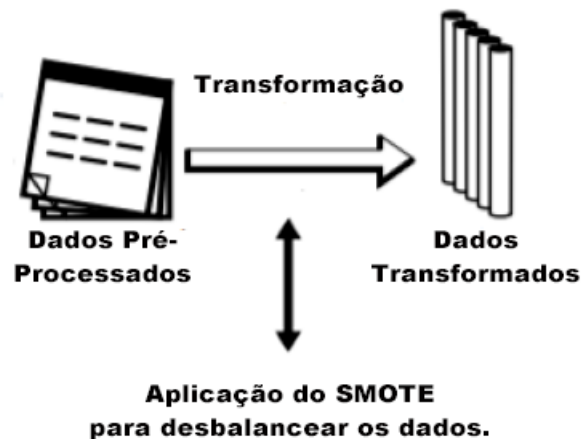 Transformação
Dados Pré-
Processados
Dados
Transformados
Aplicação do SMOTE
para desbalancear os dados.